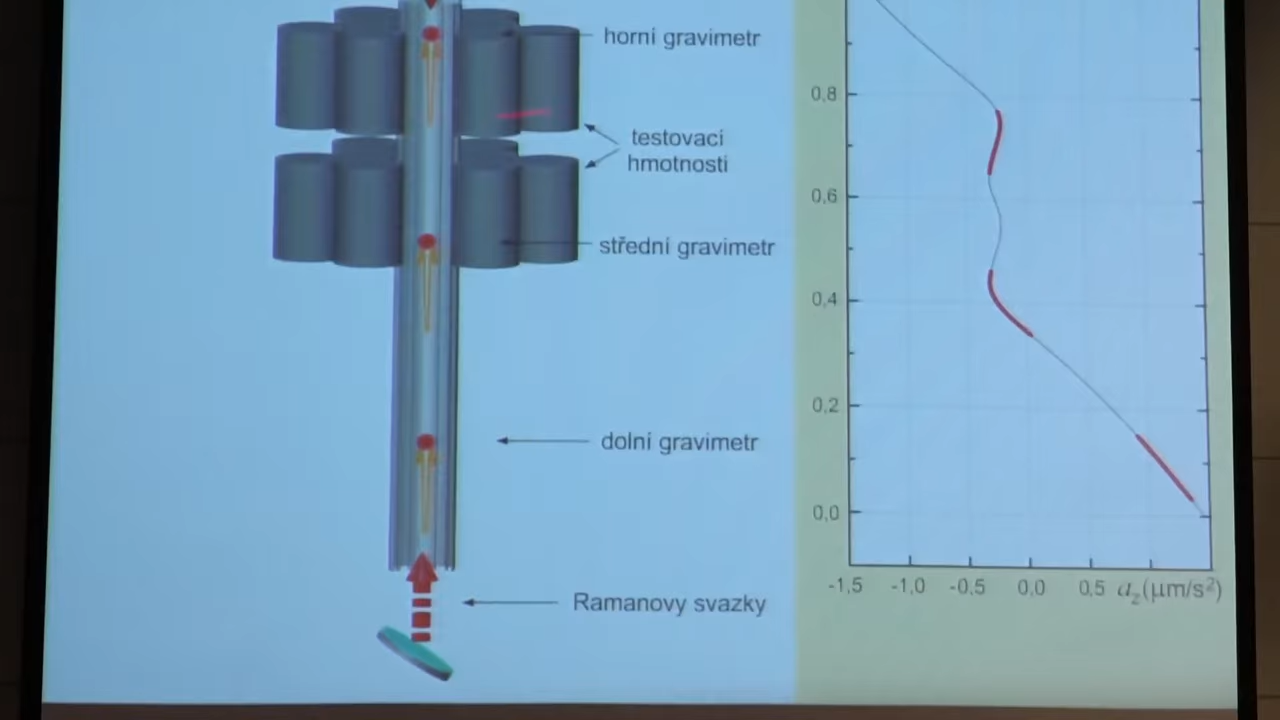 horní gravimetr
testovací
hmotnosti
střední gravimetr
dolní gravimetr
Ramanovy svazky
0,8
0,6
0,4
0,2
0,0
-1,5 -1,0 -0,5 0,0 0,5 az(μm/s²)